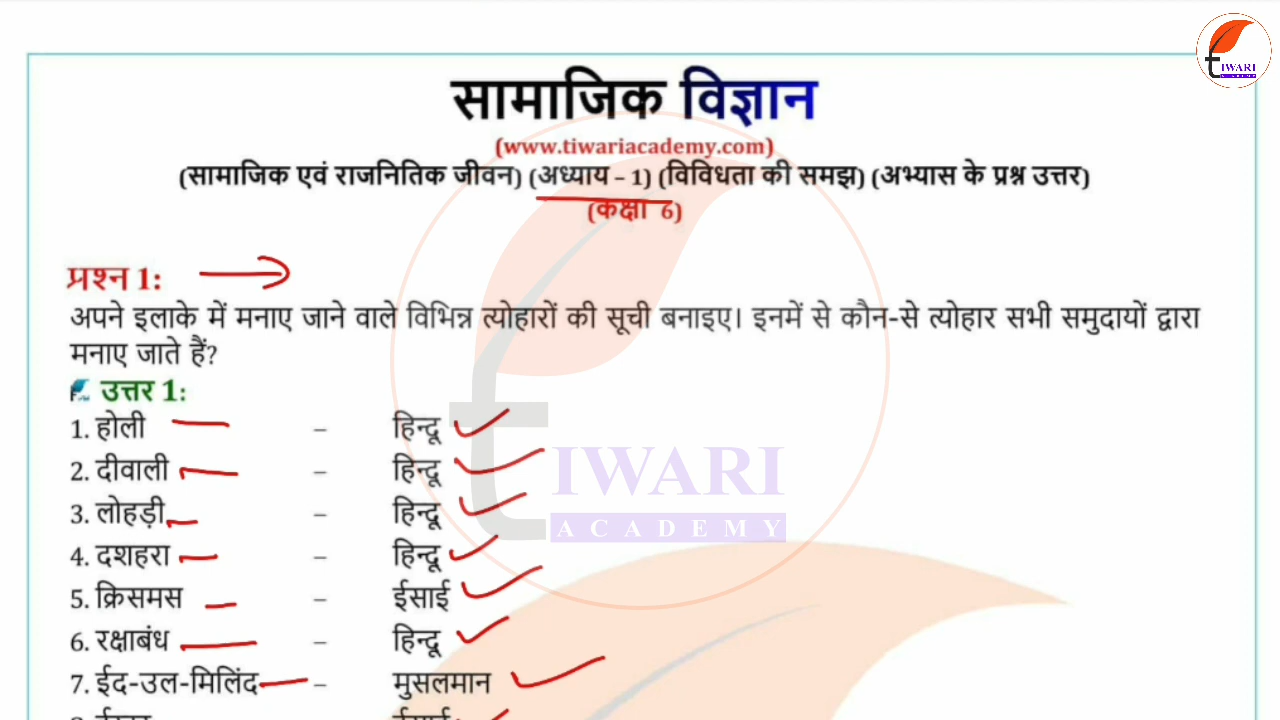 सामाजिक विज्ञान
(www.tiwariacademy.com)
(सामाजिक एवं राजनितिक जीवन) (अध्याय – 1) (विविधता की समझ) (अभ्यास के प्रश्न उत्तर)
(कक्षा 6)
प्रश्न 1:
अपने इलाके में मनाए जाने वाले विभिन्न त्योहारों की सूची बनाइए। इनमें से कौन-से त्योहार सभी समुदायों द्वारा
मनाए जाते हैं?
उत्तर 1:
1. होली – हिन्दू
2. दीवाली – हिन्दू
3. लोहड़ी – हिन्दू
4. दशहरा – हिन्दू
5. क्रिसमस – ईसाई
6. रक्षाबंध – हिन्दू
7. ईद-उल-मिलिंद – मुसलमान
TIWARI
ACADEMY
TIWARI
ACADEMY